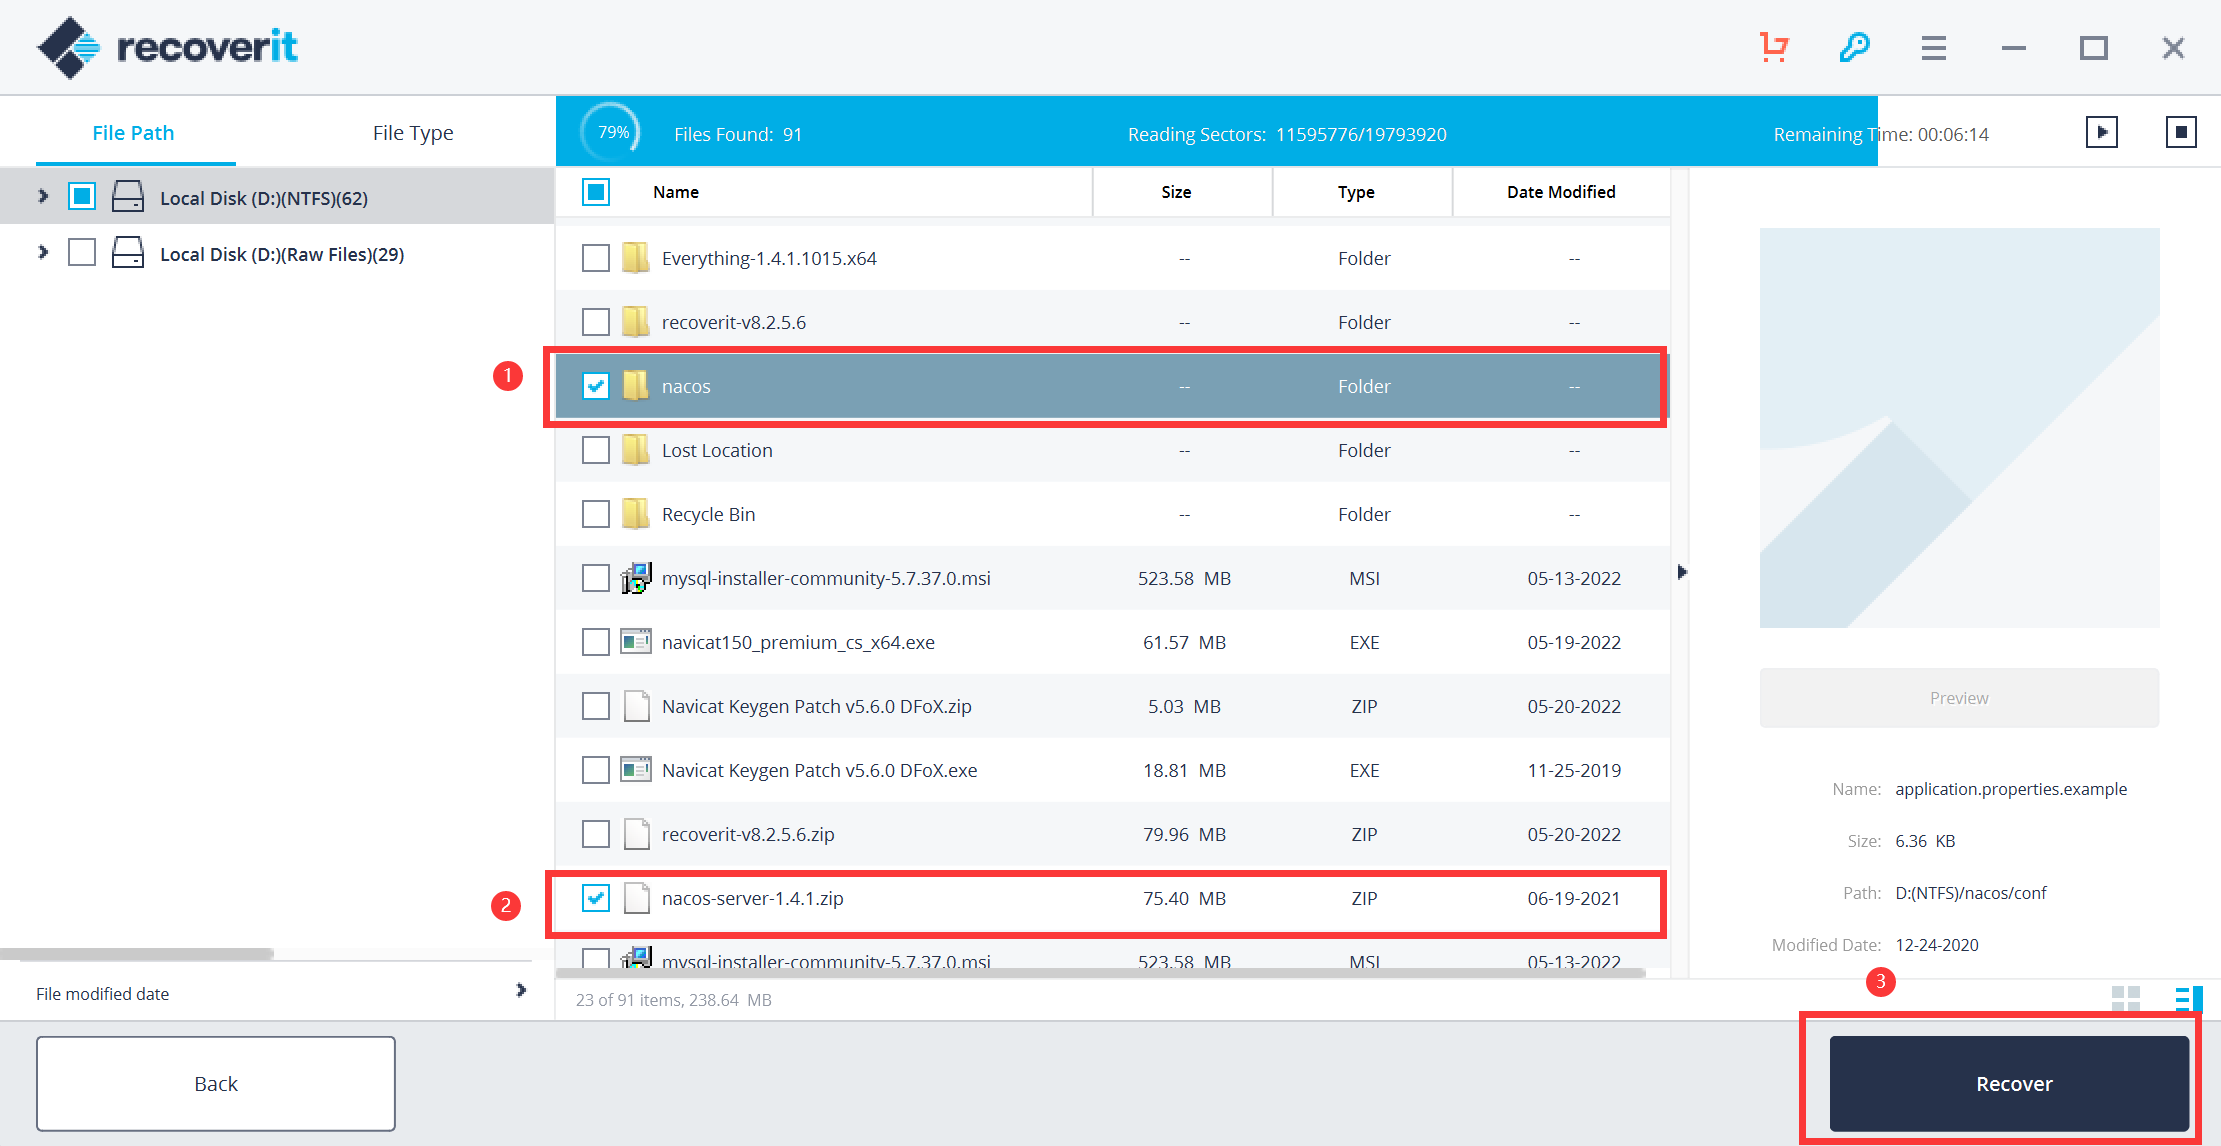 recoverit
File Path File Type
79% Files Found: 91 Reading Sectors: 11595776/19793920 Remaining Time: 00:06:14
Local Disk (D:)(NTFS)(62)
Local Disk (D:)(Raw Files)(29)
Name Size Type Date Modified
Everything-1.4.1.1015.x64 -- Folder --
recoverit-v8.2.5.6 -- Folder --
1 nacos -- Folder --
Lost Location -- Folder --
Recycle Bin -- Folder --
mysql-installer-community-5.7.37.0.msi 523.58 MB MSI 05-13-2022
navicat150_premium_cs_x64.exe 61.57 MB EXE 05-19-2022
Navicat Keygen Patch v5.6.0 DFoX.zip 5.03 MB ZIP 05-20-2022
Navicat Keygen Patch v5.6.0 DFoX.exe 18.81 MB EXE 11-25-2019
recoverit-v8.2.5.6.zip 79.96 MB ZIP 05-20-2022
2 nacos-server-1.4.1.zip 75.40 MB ZIP 06-19-2021
mysql-installer-community-5.7.37.0.msi 523.58 MB MSI 05-13-2022
Preview
Name: application.properties.example
Size: 6.36 KB
Path: D:(NTFS)/nacos/conf
Modified Date: 12-24-2020
File modified date
23 of 91 items, 238.64 MB
3
Back
Recover